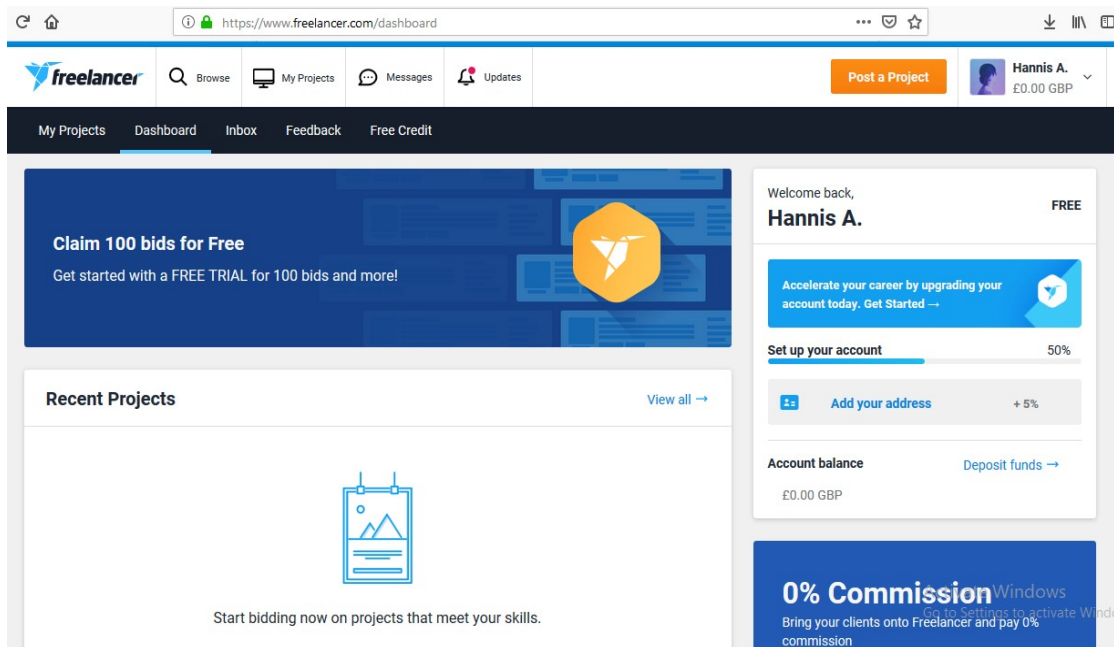 https://www.freelancer.com/dashboard
freelancer
Browse
My Projects
Messages
Updates
Post a Project
Hannis A.
£0.00 GBP
My Projects
Dashboard
Inbox
Feedback
Free Credit
Claim 100 bids for Free
Get started with a FREE TRIAL for 100 bids and more!
Recent Projects
View all →
Start bidding now on projects that meet your skills.
Welcome back,
Hannis A.
FREE
Accelerate your career by upgrading your
account today. Get Started →
Set up your account
50%
Add your address
+ 5%
Account balance
Deposit funds →
£0.00 GBP
0% Commission
Bring your clients onto Freelancer and pay 0%
commission
Activate Windows
Go to Settings to activate Wind